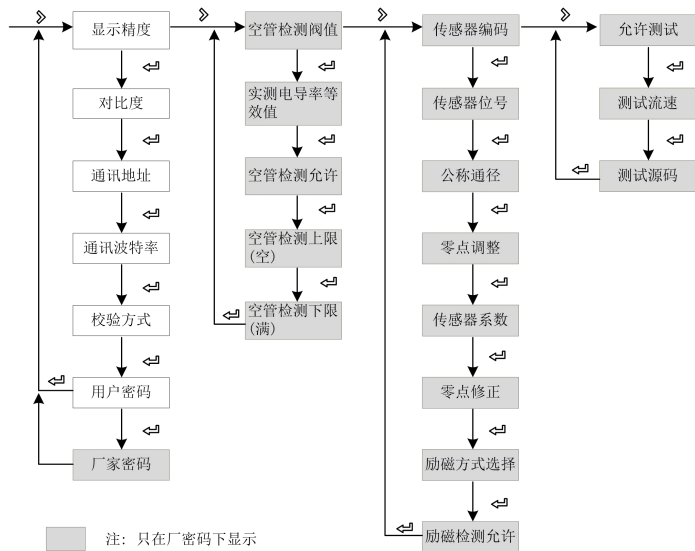 显示精度
对比度
通讯地址
通讯波特率
校验方式
用户密码
厂家密码
空管检测阀值
实测电导率等
效值
空管检测允许
空管检测上限
(空)
空管检测下限
(满)
传感器编码
传感器位号
公称通径
零点调整
传感器系数
零点修正
励磁方式选择
励磁检测允许
允许测试
测试流速
测试源码
注：只在厂密码下显示